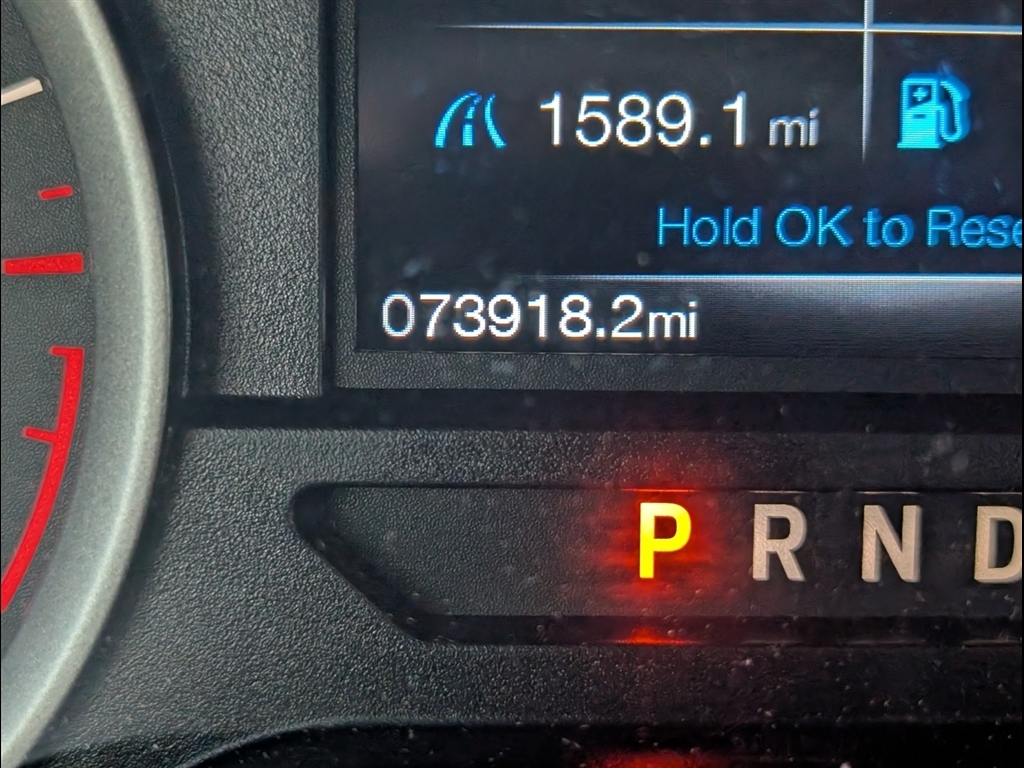 1589.1 mi
Hold OK to Rese
073918.2mi
P R N D